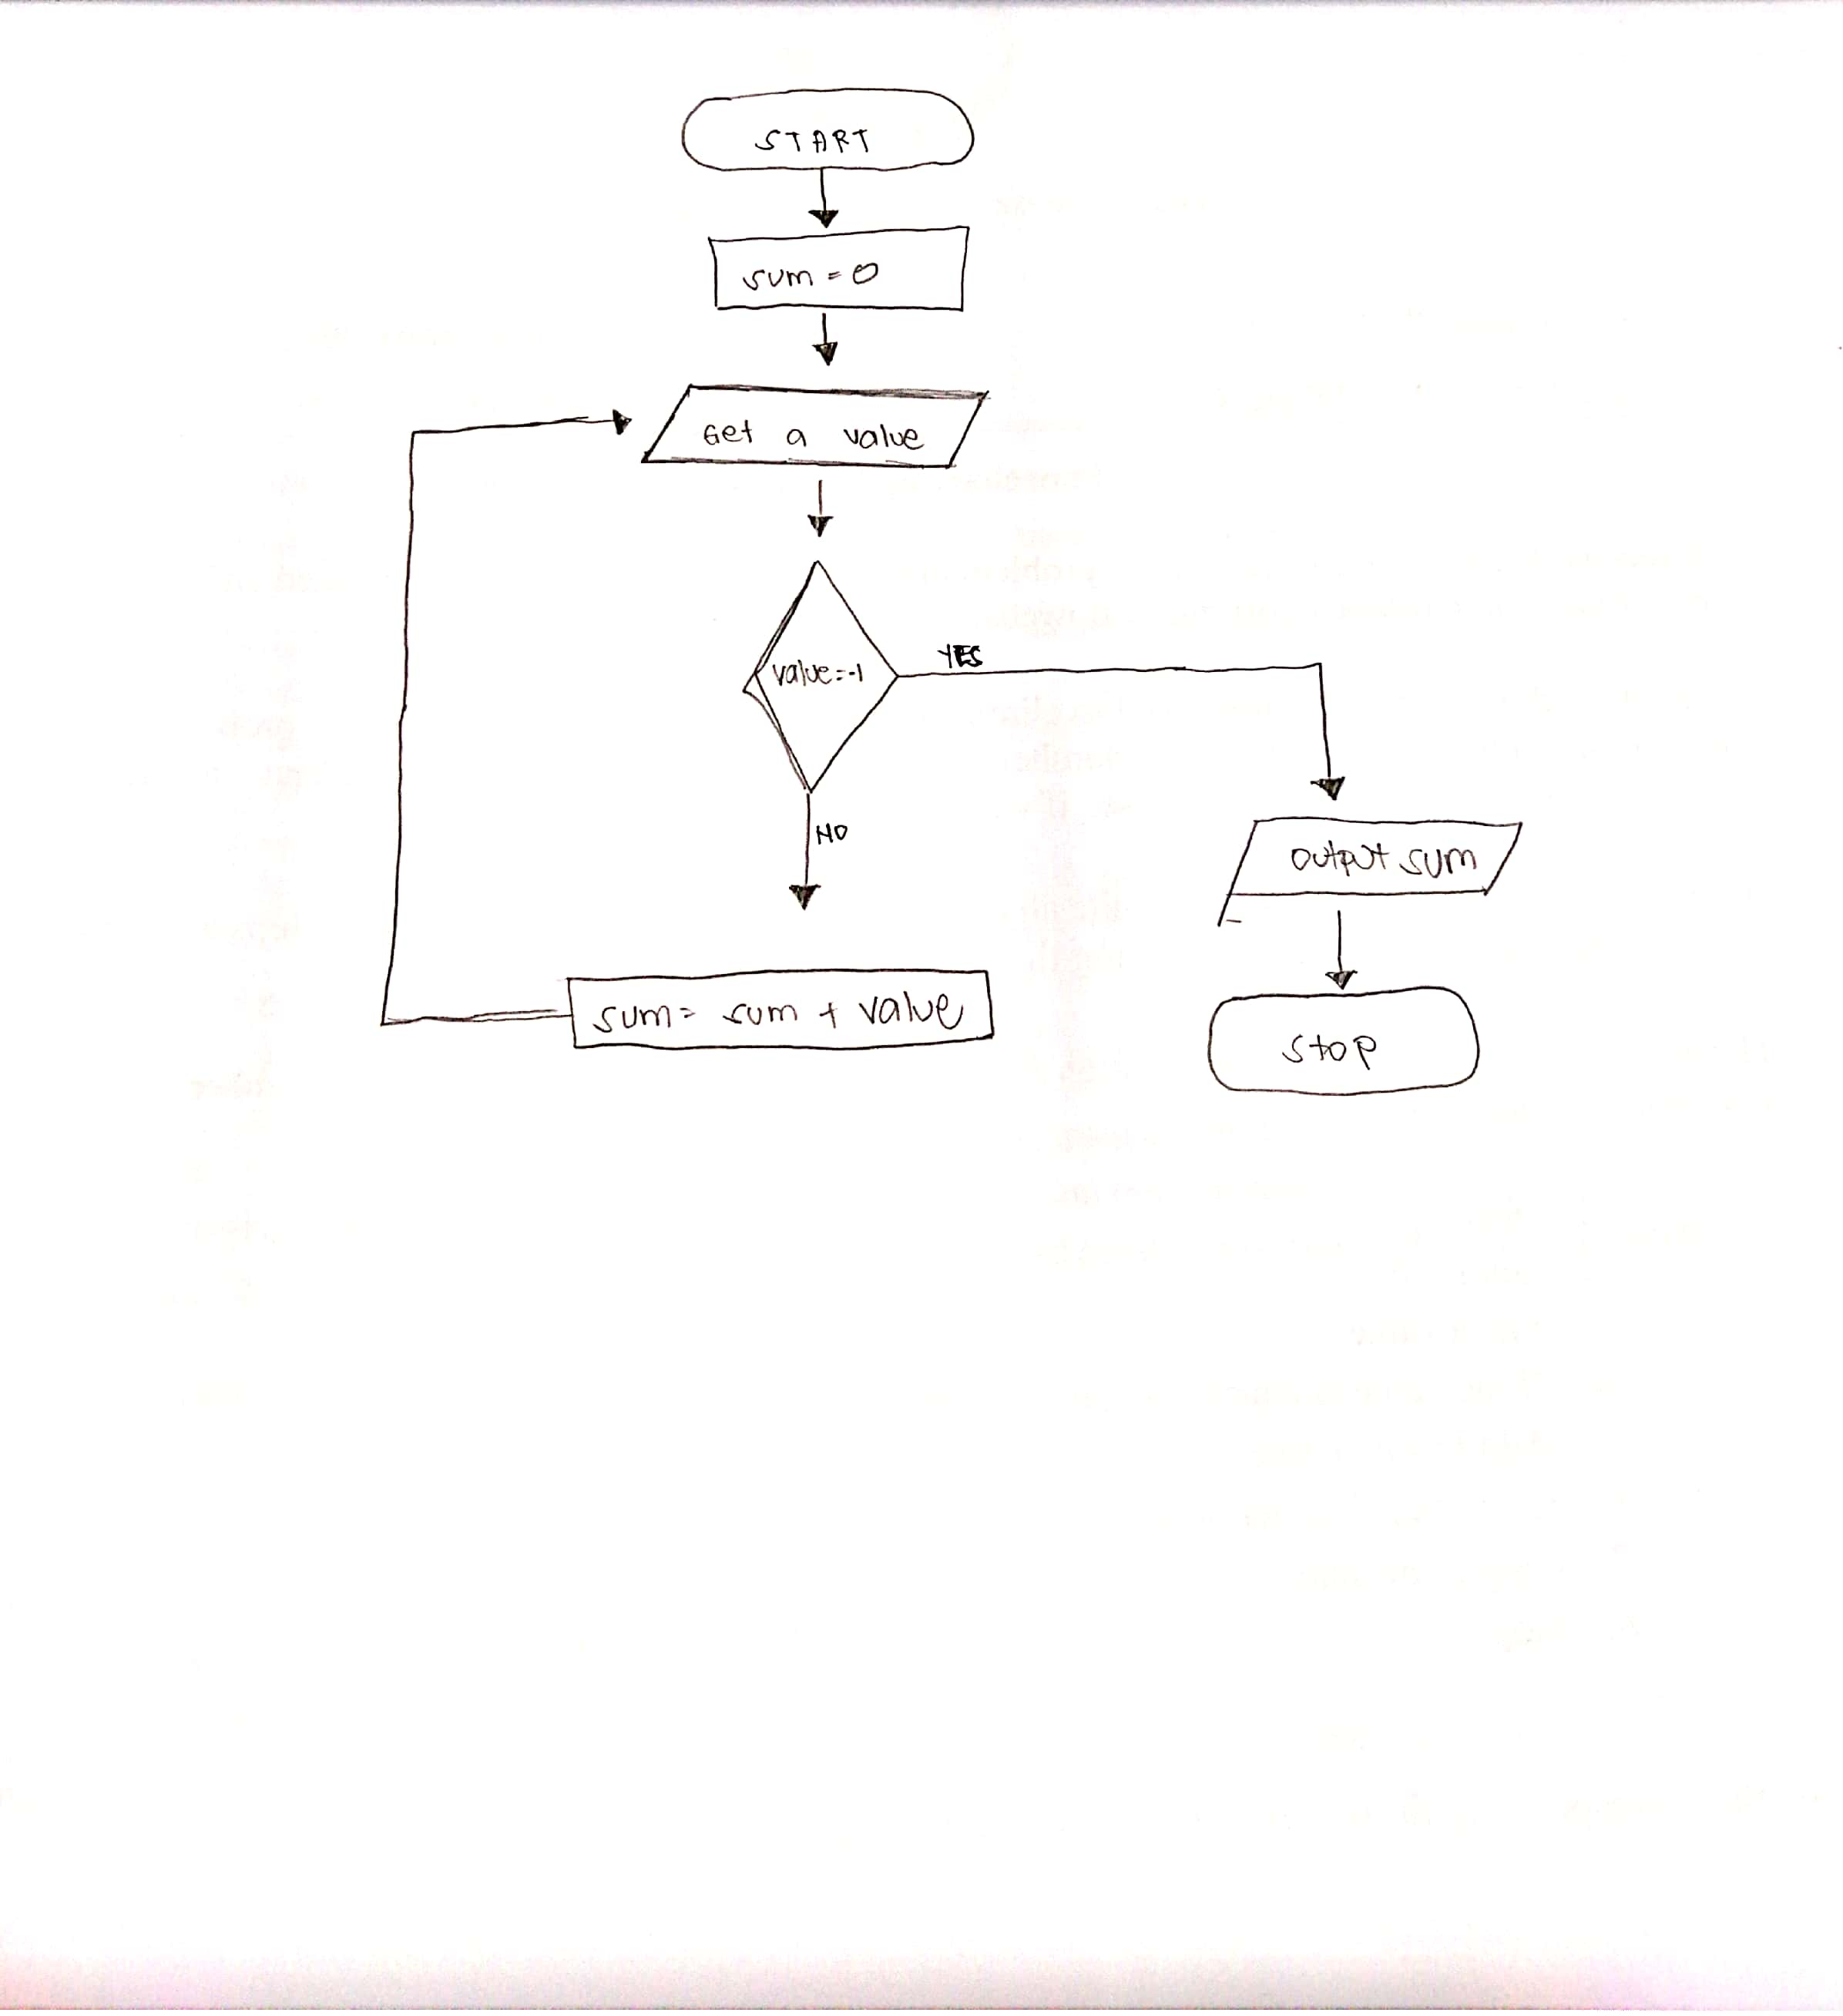 START
sum = 0
Get a value
value=-1
YES
NO
output sum
sum= sum + value
stop